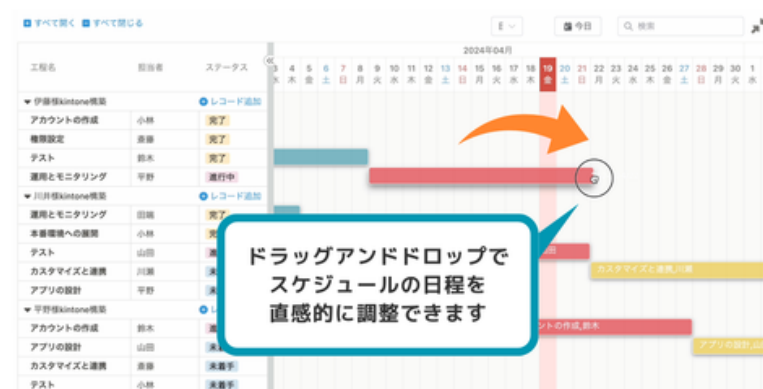 すべて開く すべて閉じる
日
今日
検索
2024年04月
工程名 担当者 ステータス
3 4 5 6 7 8 9 10 11 12 13 14 15 16 17 18 19 20 21 22 23 24 25 26 27 28 29 30 1
水 木 金 土 日 月 火 水 木 金 土 日 月 火 水 木 金 土 日 月 火 水 木 金 土 日 月 火 水
伊藤様kintone構築 レコード追加
アカウントの作成 小林 完了
権限設定 斎藤 完了
テスト 鈴木 完了
運用とモニタリング 平野 進行中
川井様kintone構築 レコード追加
運用とモニタリング 田端 完了
本番環境への展開 小林
テスト 山田
カスタマイズと連携 川瀬
カスタマイズと連携,川瀬
アプリの設計 平野
平野様kintone構築
アカウントの作成 鈴木
ントの作成,鈴木
アプリの設計 山田
アプリの設計,山
カスタマイズと連携 斎藤 未着手
テスト 小林 未着手
ドラッグアンドドロップで
スケジュールの日程を
直感的に調整できます